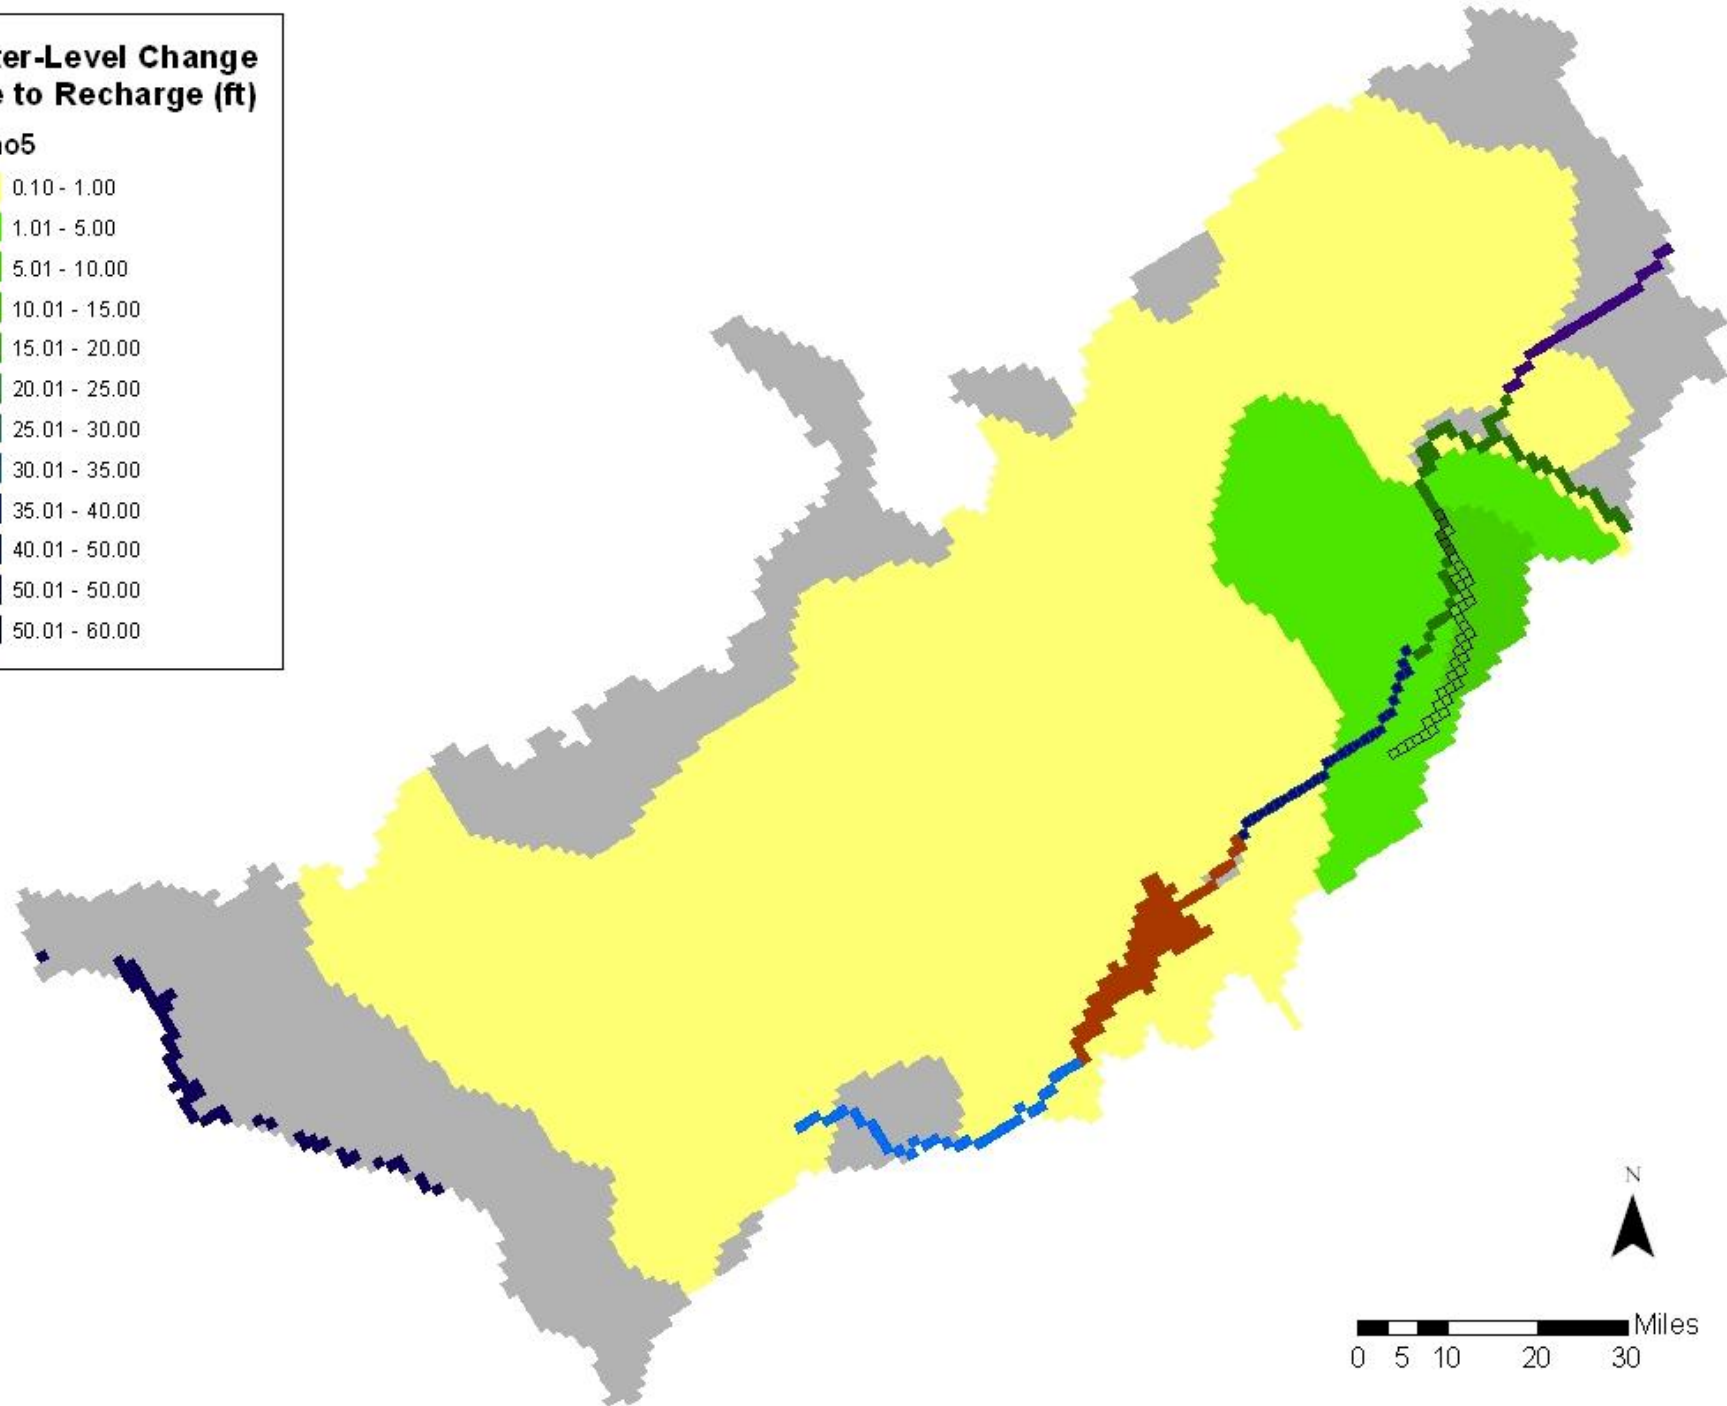 ter-Level Change
e to Recharge (ft)
no5
0.10 - 1.00
1.01 - 5.00
5.01 - 10.00
10.01 - 15.00
15.01 - 20.00
20.01 - 25.00
25.01 - 30.00
30.01 - 35.00
35.01 - 40.00
40.01 - 50.00
50.01 - 50.00
50.01 - 60.00
N
Miles
0 5 10 20 30